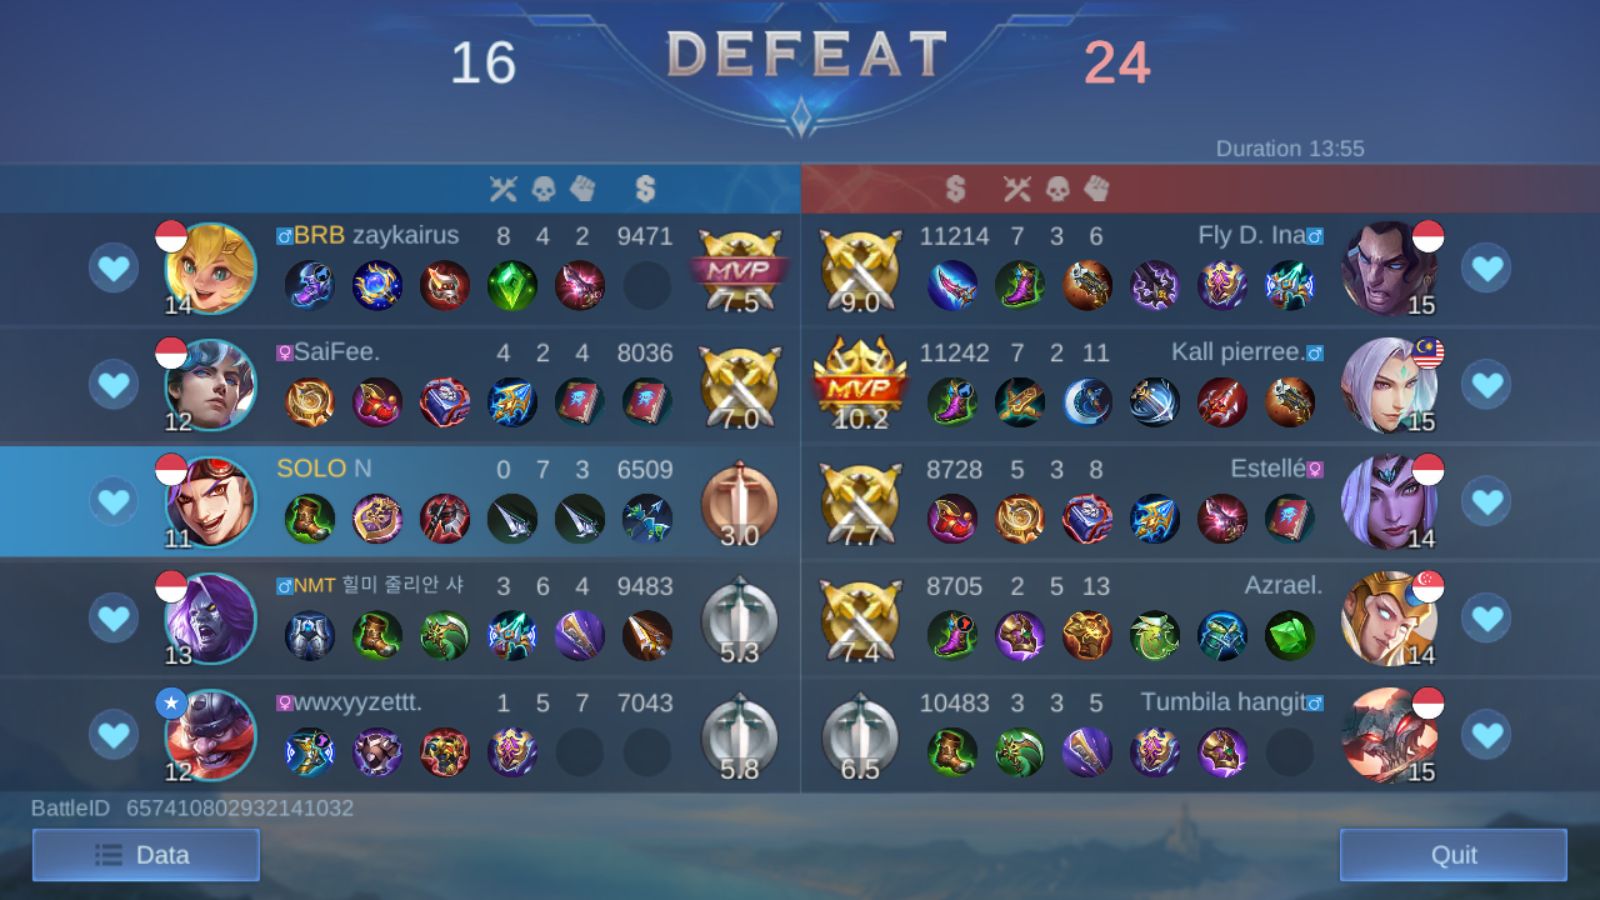 16 DEFEAT 24
Duration 13:55
BRB zaykairus 8 4 2 9471 MVP 7.5 14
9.0 11214 7 3 6 Fly D. Ina 15
SaiFee. 4 2 4 8036 7.0 12
MVP 10.2 11242 7 2 11 Kall pierree. 15
SOLO N 0 7 3 6509 3.0 11
7.7 8728 5 3 8 Estellé 14
NMT 힐미 줄리안 샤 3 6 4 9483 5.3 13
7.4 8705 2 5 13 Azrael. 14
wwxyyzettt. 1 5 7 7043 5.8 12
6.5 10483 3 3 5 Tumbila hangit 15
BattleID 657410802932141032
Data
Quit